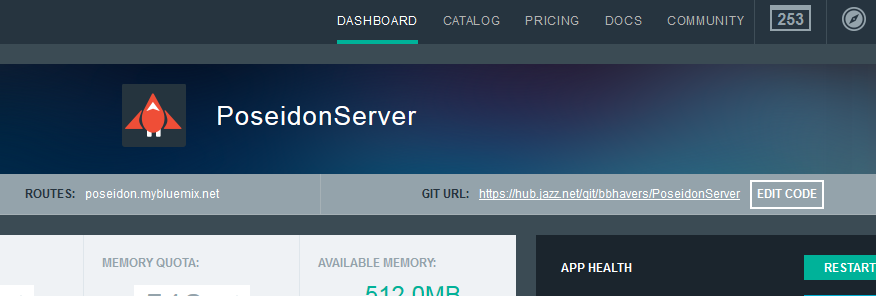 DASHBOARD CATALOG PRICING DOCS COMMUNITY 253
PoseidonServer
ROUTES: poseidon.mybluemix.net GIT URL: https://hub.jazz.net/git/bbhavers/PoseidonServer EDIT CODE
MEMORY QUOTA: AVAILABLE MEMORY: APP HEALTH RESTART
512.0MB